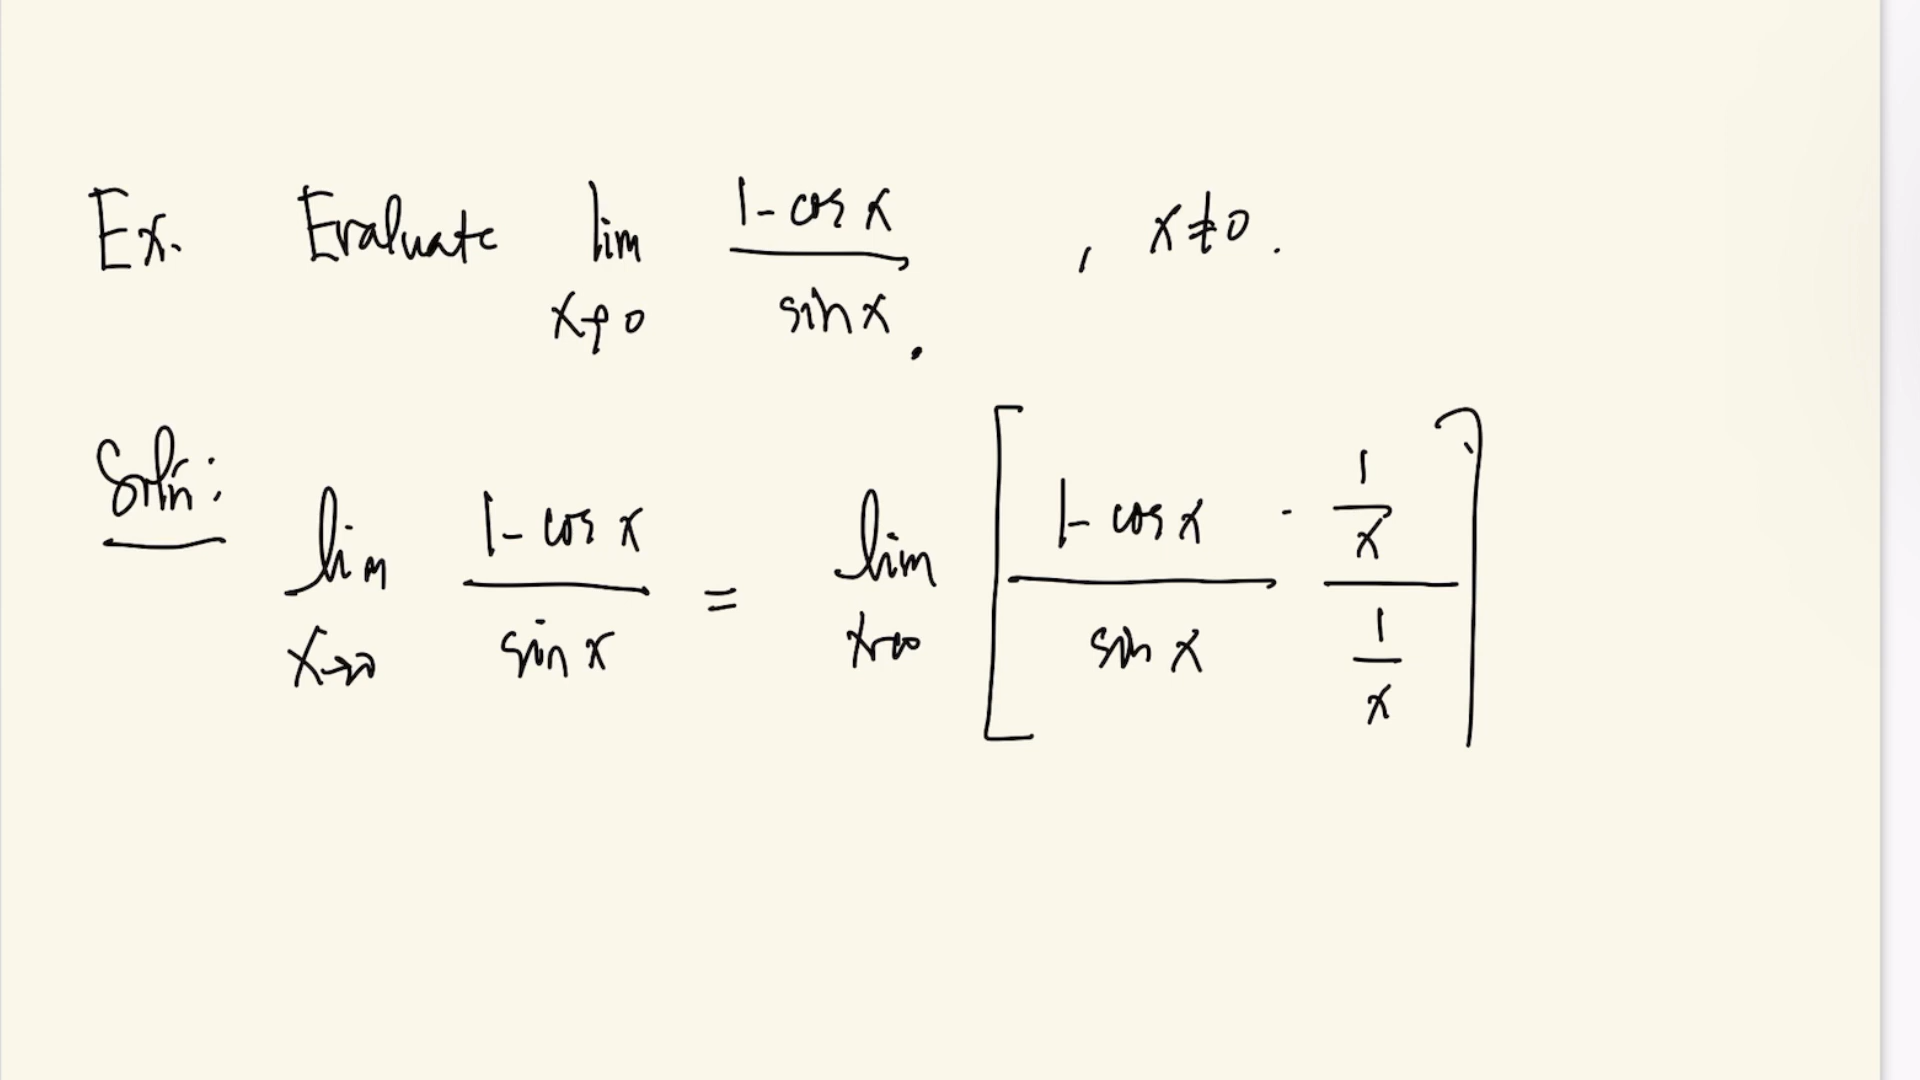 Ex. Evaluate lim x→0 (1 - cos x)/(sin x). , x ≠ 0.
Soln: lim x→0 (1 - cos x)/(sin x) = lim x→0 [(1 - cos x)/(sin x) · (1/x)/(1/x)]